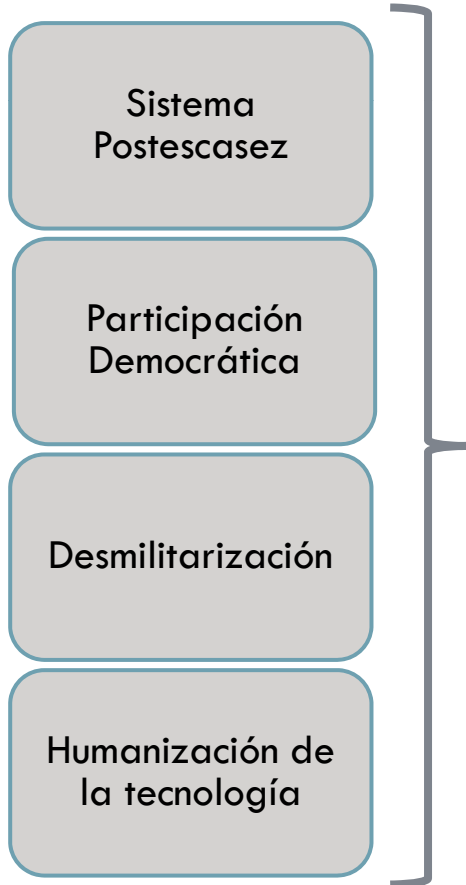 Sistema
Postescasez
Participación
Democrática
Desmilitarización
Humanización de
la tecnología